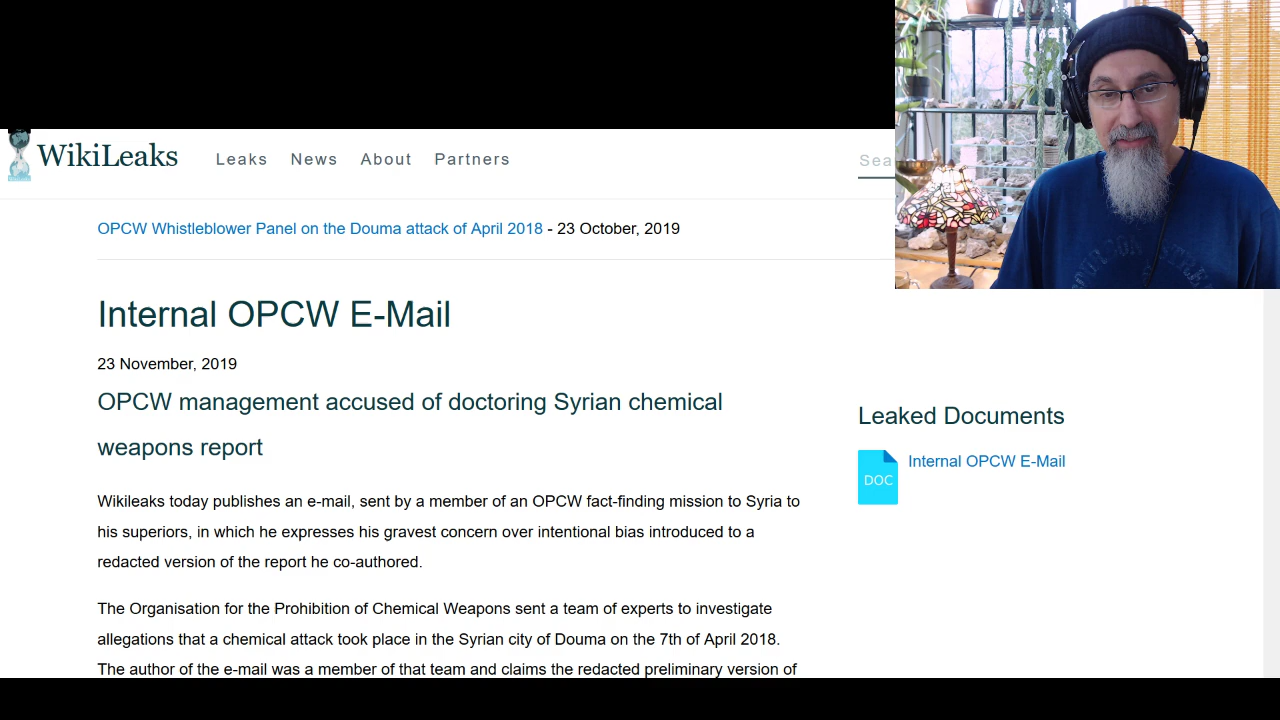 WikiLeaks
Leaks News About Partners
Sea
OPCW Whistleblower Panel on the Douma attack of April 2018 - 23 October, 2019
Internal OPCW E-Mail
23 November, 2019
OPCW management accused of doctoring Syrian chemical
weapons report
Wikileaks today publishes an e-mail, sent by a member of an OPCW fact-finding mission to Syria to
his superiors, in which he expresses his gravest concern over intentional bias introduced to a
redacted version of the report he co-authored.
The Organisation for the Prohibition of Chemical Weapons sent a team of experts to investigate
allegations that a chemical attack took place in the Syrian city of Douma on the 7th of April 2018.
The author of the e-mail was a member of that team and claims the redacted preliminary version of
Leaked Documents
DOC
Internal OPCW E-Mail